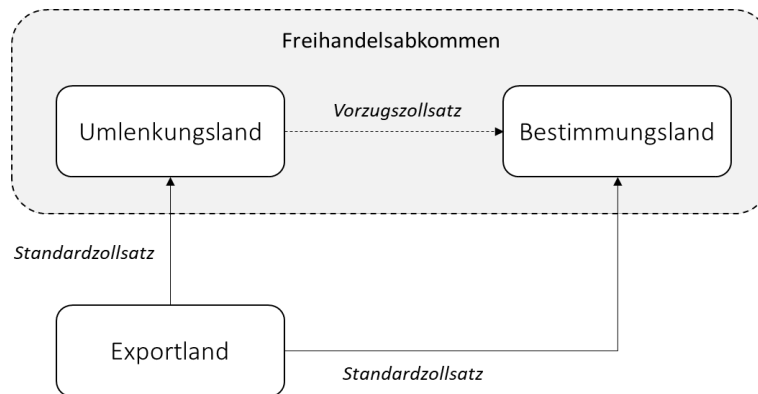 Freihandelsabkommen
Umlenkungsland
Vorzugszollsatz
Bestimmungsland
Standardzollsatz
Exportland
Standardzollsatz